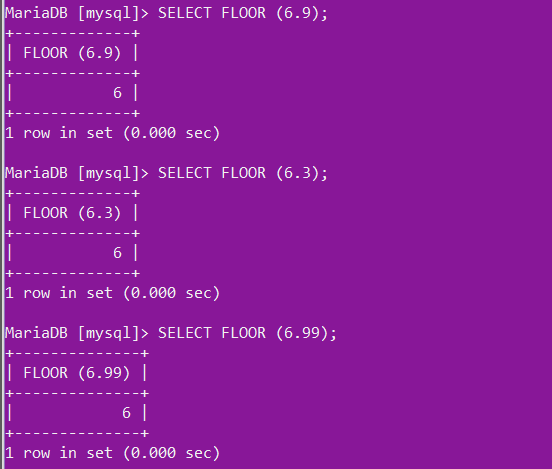 MariaDB [mysql]> SELECT FLOOR (6.9);
+-------------+
| FLOOR (6.9) |
+-------------+
|           6 |
+-------------+
1 row in set (0.000 sec)
MariaDB [mysql]> SELECT FLOOR (6.3);
+-------------+
| FLOOR (6.3) |
+-------------+
|           6 |
+-------------+
1 row in set (0.000 sec)
MariaDB [mysql]> SELECT FLOOR (6.99);
+--------------+
| FLOOR (6.99) |
+--------------+
|            6 |
+--------------+
1 row in set (0.000 sec)